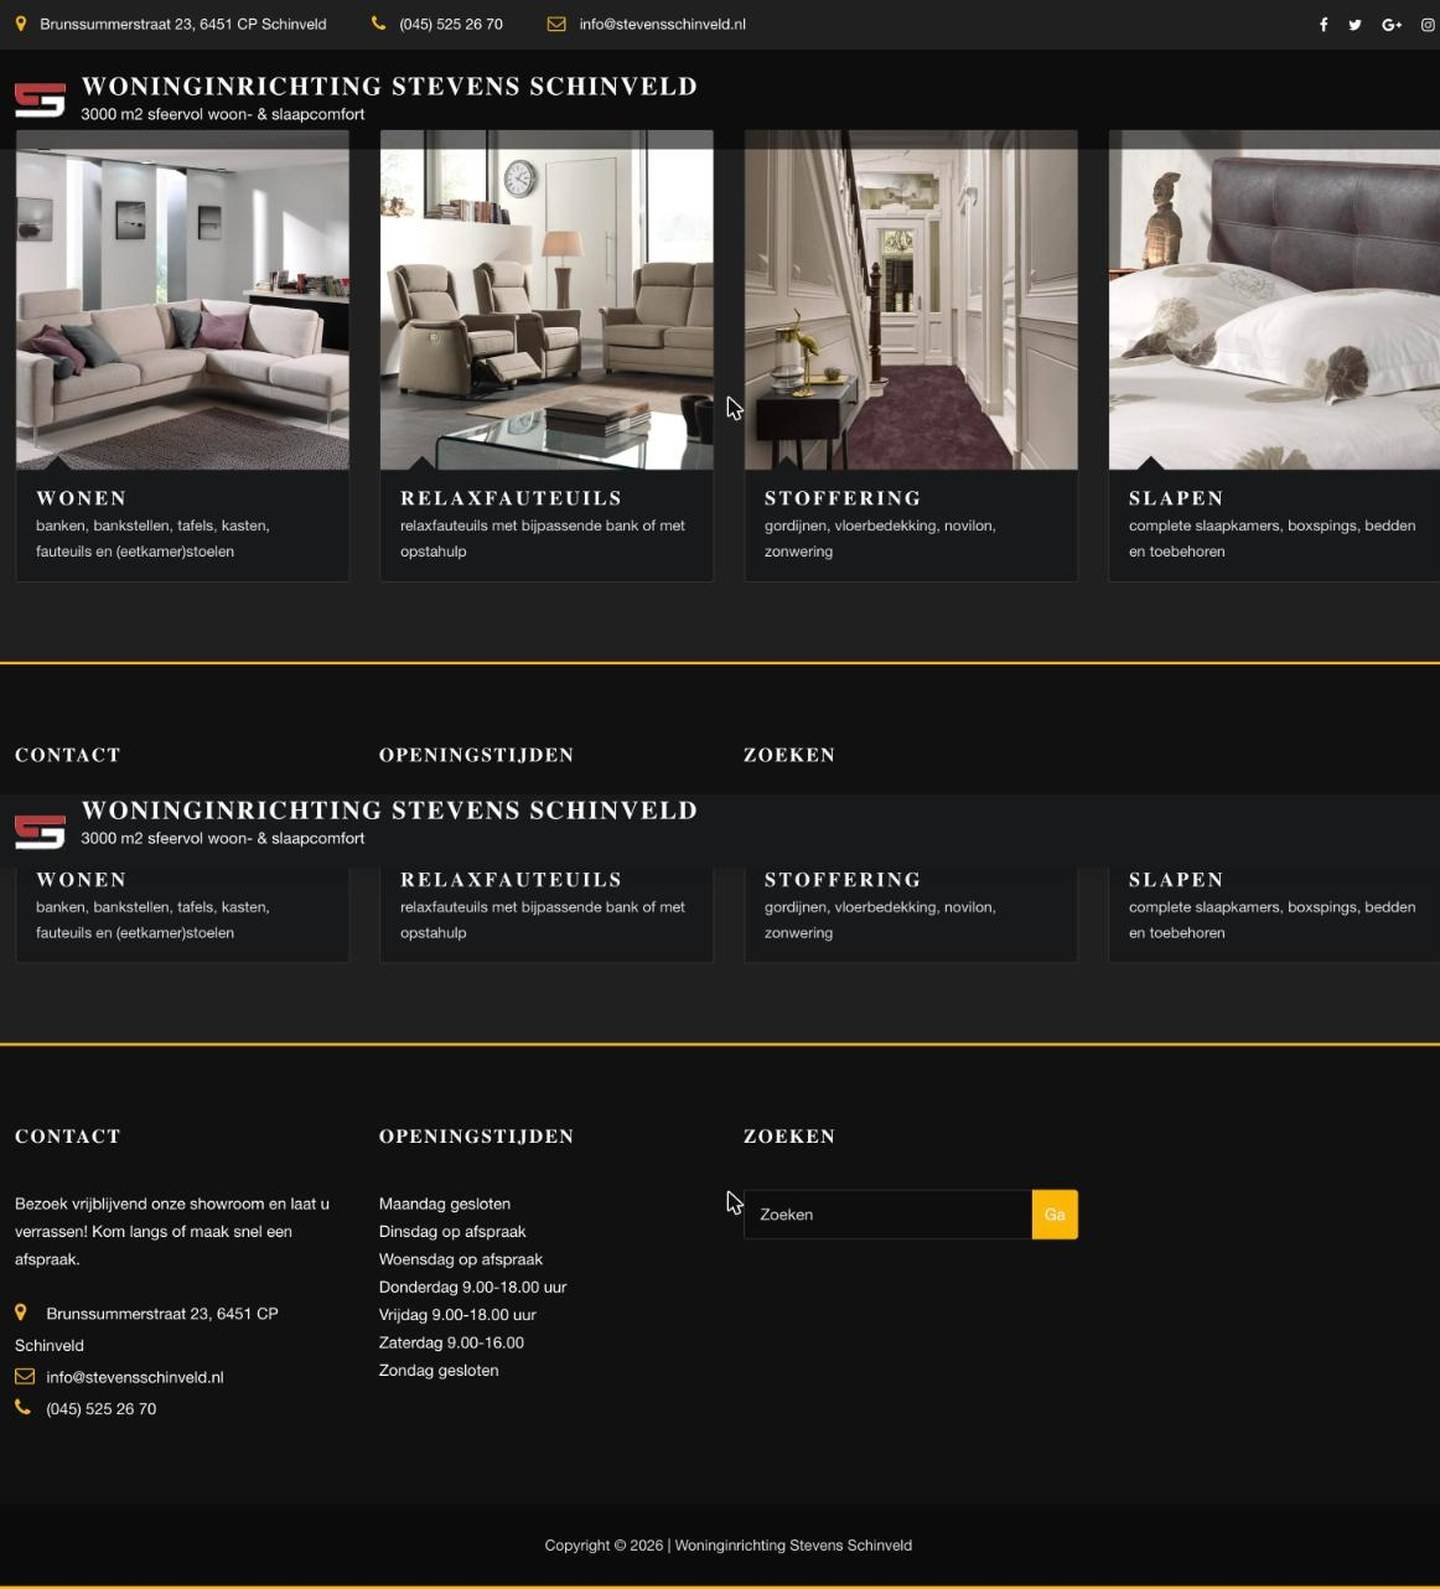 Brunssummerstraat 23, 6451 CP Schinveld (045) 525 26 70 info@stevensschinveld.nl
WONINGINRICHTING STEVENS SCHINVELD
3000 m2 sfeervol woon- & slaapcomfort
WONEN
banken, bankstellen, tafels, kasten,
fauteuils en (eetkamer)stoelen
RELAXFAUTEUILS
relaxfauteuils met bijpassende bank of met
opstahulp
STOFFERING
gordijnen, vloerbedekking, novilon,
zonwering
SLAPEN
complete slaapkamers, boxspings, bedden
en toebehoren
CONTACT
OPENINGSTIJDEN
ZOEKEN
WONINGINRICHTING STEVENS SCHINVELD
3000 m2 sfeervol woon- & slaapcomfort
WONEN
banken, bankstellen, tafels, kasten,
fauteuils en (eetkamer)stoelen
RELAXFAUTEUILS
relaxfauteuils met bijpassende bank of met
opstahulp
STOFFERING
gordijnen, vloerbedekking, novilon,
zonwering
SLAPEN
complete slaapkamers, boxspings, bedden
en toebehoren
CONTACT
Bezoek vrijblijvend onze showroom en laat u
verrassen! Kom langs of maak snel een
afspraak.
Brunssummerstraat 23, 6451 CP
Schinveld
info@stevensschinveld.nl
(045) 525 26 70
OPENINGSTIJDEN
Maandag gesloten
Dinsdag op afspraak
Woensdag op afspraak
Donderdag 9.00-18.00 uur
Vrijdag 9.00-18.00 uur
Zaterdag 9.00-16.00
Zondag gesloten
ZOEKEN
Zoeken Ga
Copyright © 2026 | Woninginrichting Stevens Schinveld